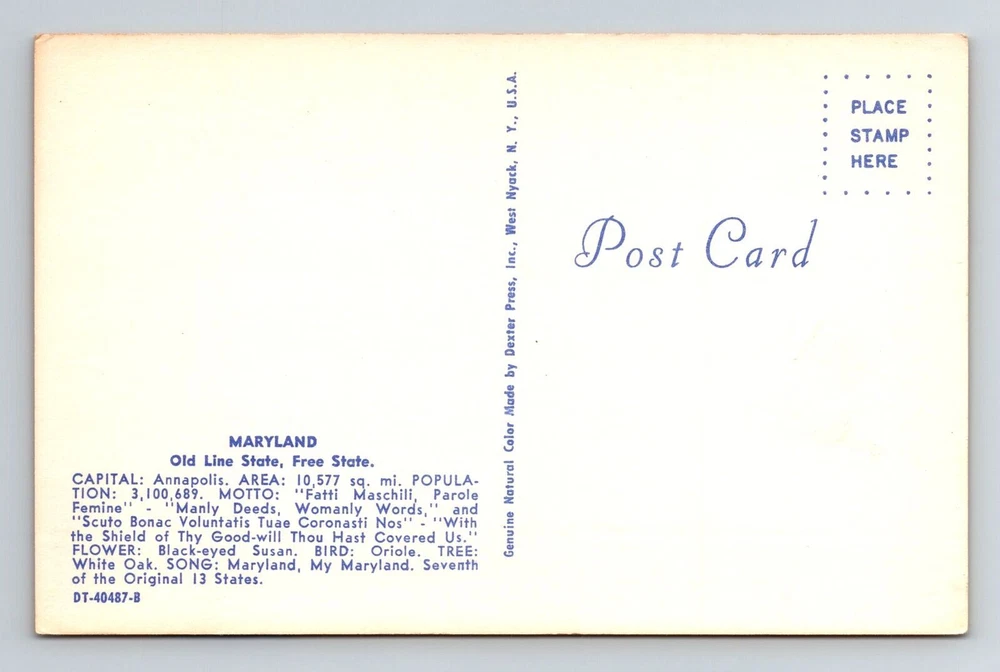 MARYLAND
Old Line State, Free State.
CAPITAL: Annapolis. AREA: 10,577 sq. mi. POPULA-
TION: 3,100,689. MOTTO: "Fatti Maschili, Parole
Femine" - "Manly Deeds, Womanly Words," and
"Scuto Bonac Voluntatis Tuae Coronasti Nos" - "With
the Shield of Thy Good-will Thou Hast Covered Us."
FLOWER: Black-eyed Susan. BIRD: Oriole. TREE:
White Oak. SONG: Maryland, My Maryland. Seventh
of the Original 13 States.
DT-40487-B
Genuine Natural Color Made by Dexter Press, Inc., West Nyack, N. Y., U.S.A.
PLACE
STAMP
HERE
Post Card